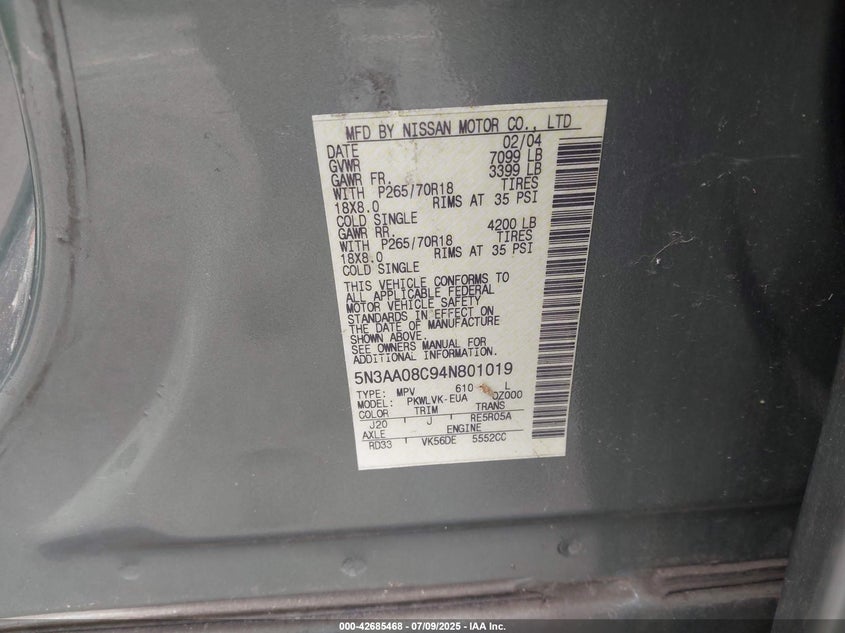 MFD BY NISSAN MOTOR CO., LTD
DATE 02/04
GVWR 7099 LB
GAWR FR. 3399 LB
WITH P265/70R18 TIRES
18X8.0 RIMS AT 35 PSI
COLD SINGLE
GAWR RR. 4200 LB
WITH P265/70R18 TIRES
18X8.0 RIMS AT 35 PSI
COLD SINGLE
THIS VEHICLE CONFORMS TO
ALL APPLICABLE FEDERAL
MOTOR VEHICLE SAFETY
STANDARDS IN EFFECT ON
THE DATE OF MANUFACTURE
SHOWN ABOVE.
SEE OWNERS MANUAL FOR
ADDITIONAL INFORMATION.
5N3AA08C94N801019
TYPE: MPV 610 L
MODEL: PKWLVK-EUA DZ000
COLOR TRIM TRANS
J20 J RE5R05A
AXLE ENGINE
RD33 VK56DE 5552CC
000-42685468 - 07/09/2025 - IAA Inc.